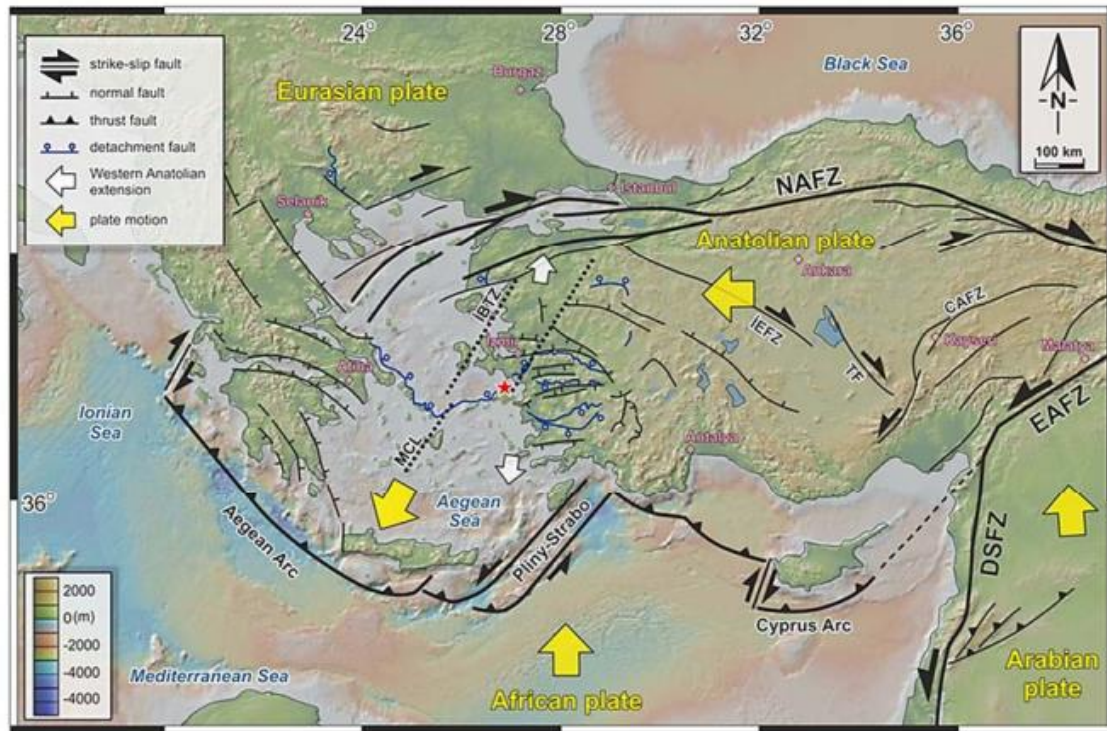 24°
28°
32°
36°
strike-slip fault
normal fault
thrust fault
detachment fault
Western Anatolian
extension
plate motion
Eurasian plate
Burgaz
Black Sea
-N-
100 km
Selanik
Istanbul
NAFZ
Anatolian plate
Ankara
IBTZ
İEFZ
CAFZ
Kayseri
Malatya
TF
Izmir
Atina
Ionian
Sea
MCL
Antalya
EAFZ
36°
Aegean
Sea
Aegean Arc
Pliny-Strabo
DSFZ
Cyprus Arc
2000
0(m)
-2000
-4000
-4000
Mediterranean Sea
African plate
Arabian
plate